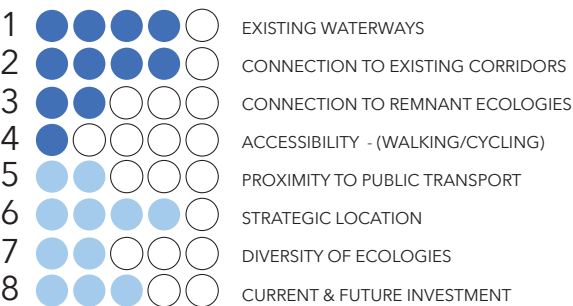 1 EXISTING WATERWAYS
2 CONNECTION TO EXISTING CORRIDORS
3 CONNECTION TO REMNANT ECOLOGIES
4 ACCESSIBILITY - (WALKING/CYCLING)
5 PROXIMITY TO PUBLIC TRANSPORT
6 STRATEGIC LOCATION
7 DIVERSITY OF ECOLOGIES
8 CURRENT & FUTURE INVESTMENT